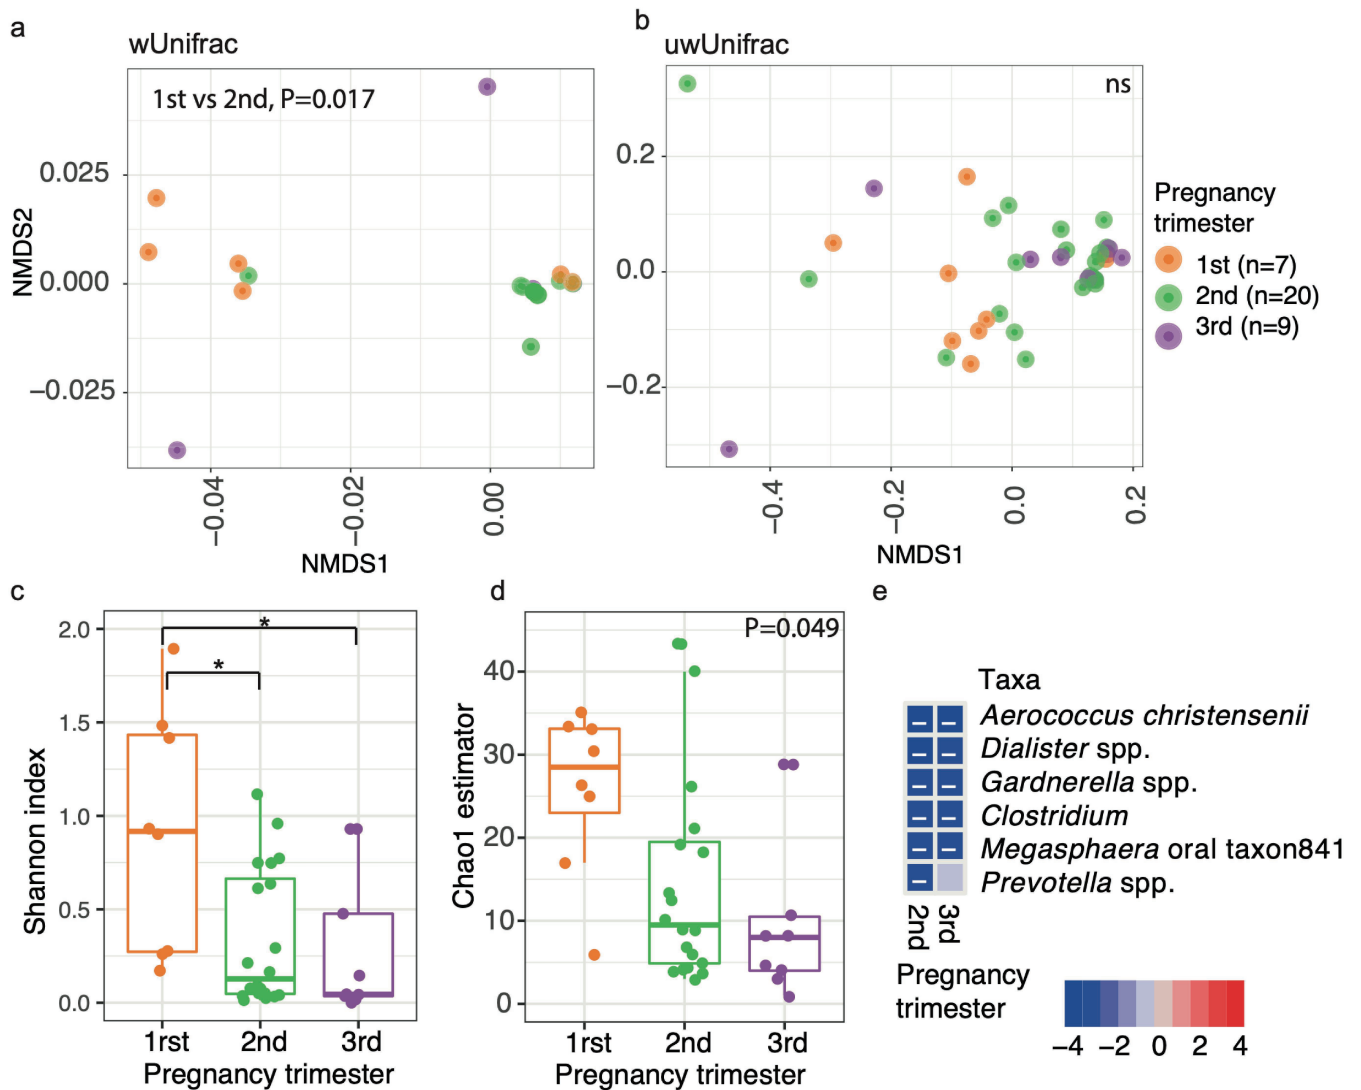 a
wUnifrac
1st vs 2nd, P=0.017
0.025
0.000
−0.025
NMDS2
−0.04
−0.02
0.00
NMDS1
b
uwUnifrac
ns
0.2
0.0
−0.2
−0.4
−0.2
0.0
0.2
NMDS1
Pregnancy
trimester
1st (n=7)
2nd (n=20)
3rd (n=9)
c
2.0
1.5
1.0
0.5
0.0
Shannon index
*
*
1rst
2nd
3rd
Pregnancy trimester
d
P=0.049
40
30
20
10
0
Chao1 estimator
1rst
2nd
3rd
Pregnancy trimester
e
Taxa
− − Aerococcus christensenii
− − Dialister spp.
− − Gardnerella spp.
− − Clostridium
− − Megasphaera oral taxon841
− Prevotella spp.
2nd
3rd
Pregnancy
trimester
−4 −2 0 2 4